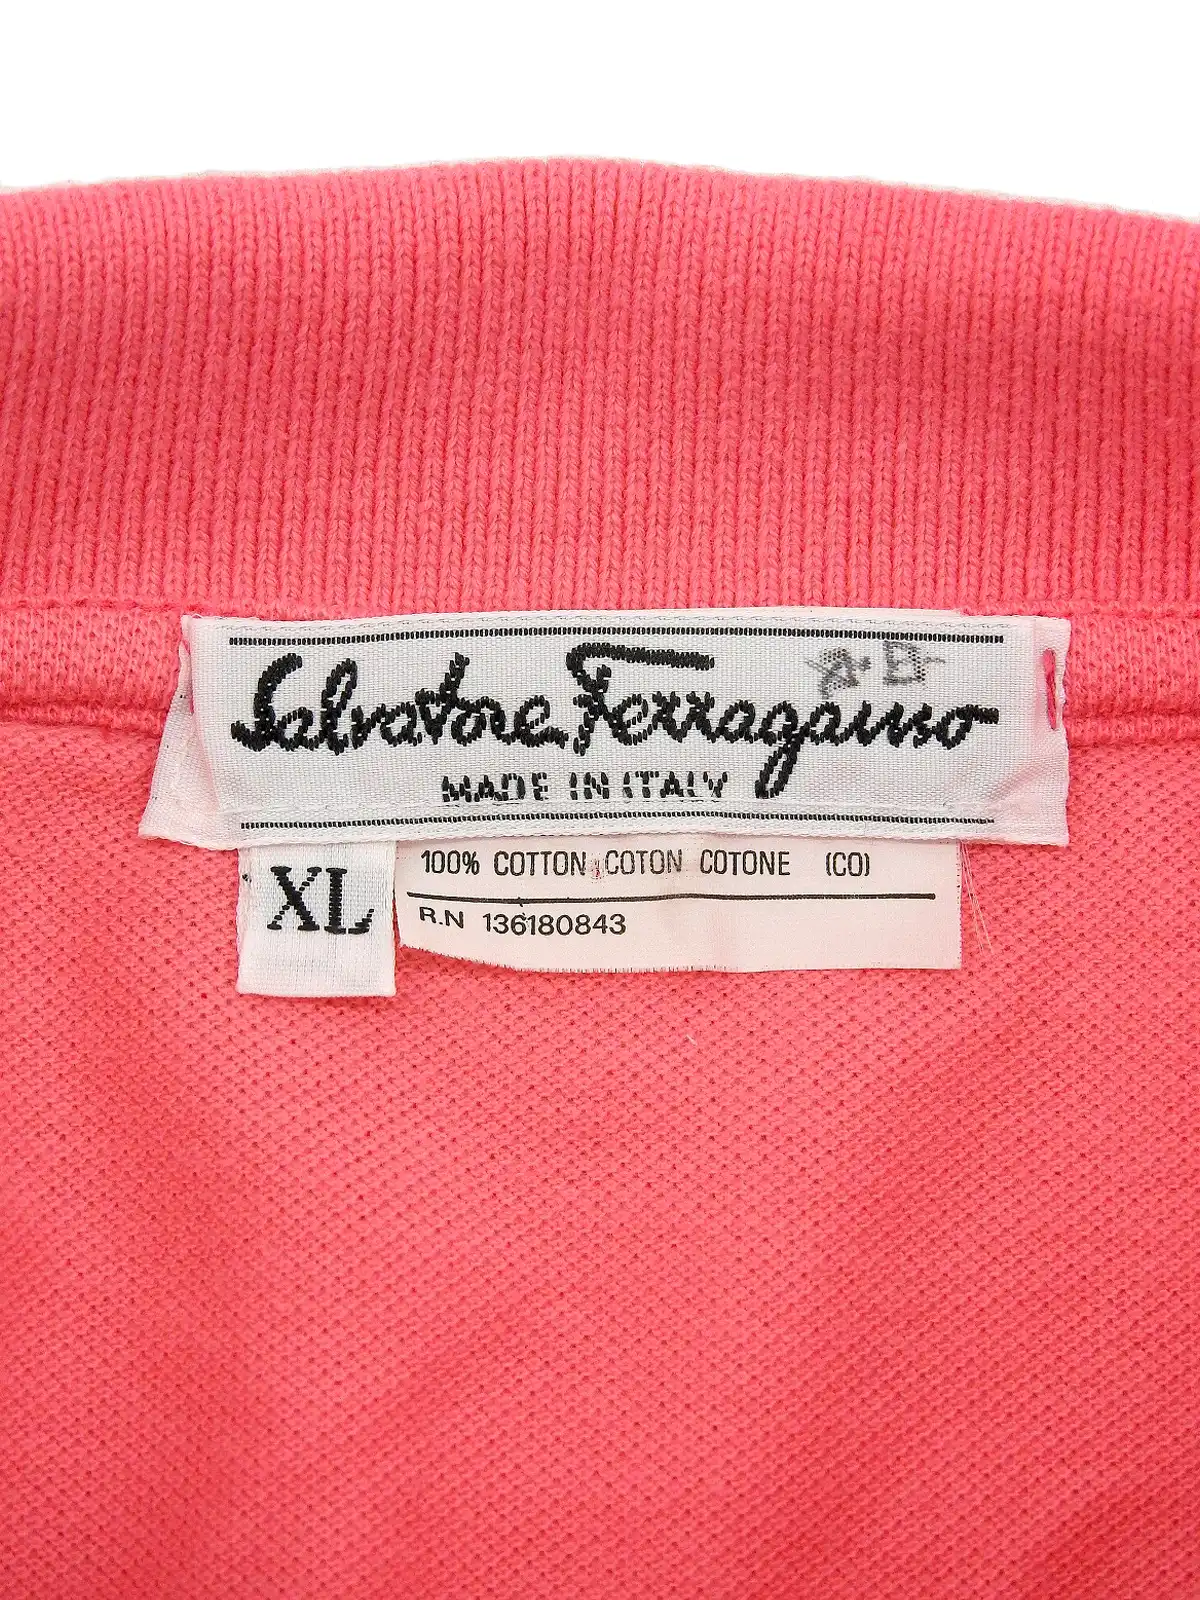 Salvatore Ferragamo
MADE IN ITALY
XL
100% COTTON COTON COTONE (CO)
R.N 136180843